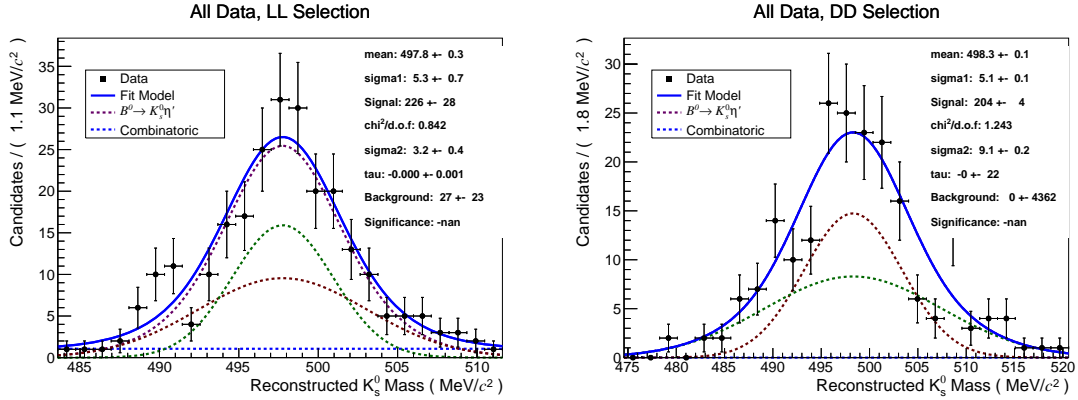 All Data, LL Selection
Candidates / ( 1.1 MeV/c² )
35
30
25
20
15
10
5
0
Data
Fit Model
B⁰→ K⁰ₛη′
Combinatoric
mean: 497.8 +- 0.3
sigma1: 5.3 +- 0.7
Signal: 226 +- 28
chi²/d.o.f: 0.842
sigma2: 3.2 +- 0.4
tau: -0.000 +- 0.001
Background: 27 +- 23
Significance: -nan
485 490 495 500 505 510
Reconstructed K⁰ₛ Mass ( MeV/c² )
All Data, DD Selection
Candidates / ( 1.8 MeV/c² )
30
25
20
15
10
5
0
Data
Fit Model
B⁰→ K⁰ₛη′
Combinatoric
mean: 498.3 +- 0.1
sigma1: 5.1 +- 0.1
Signal: 204 +- 4
chi²/d.o.f: 1.243
sigma2: 9.1 +- 0.2
tau: -0 +- 22
Background: 0 +- 4362
Significance: -nan
475 480 485 490 495 500 505 510 515 520
Reconstructed K⁰ₛ Mass ( MeV/c² )